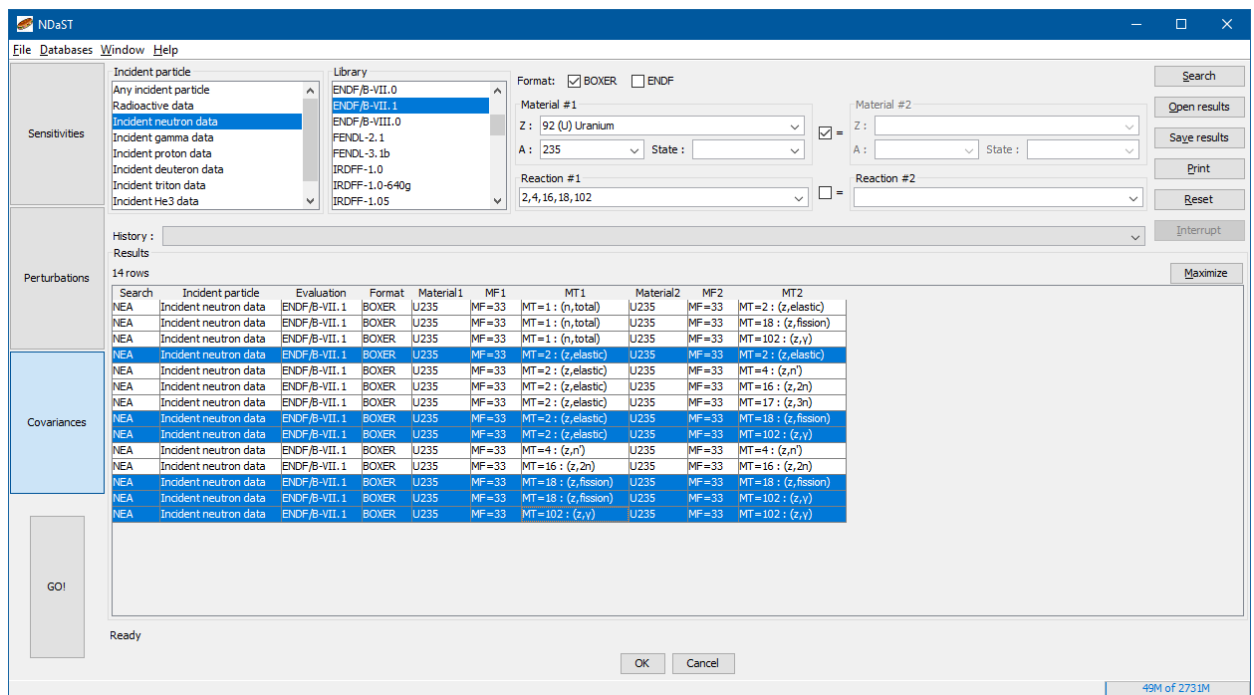 NDaST
File Databases Window Help
Sensitivities
Perturbations
Covariances
GO!
Incident particle
Any incident particle
Radioactive data
Incident neutron data
Incident gamma data
Incident proton data
Incident deuteron data
Incident triton data
Incident He3 data
Library
ENDF/B-VII.0
ENDF/B-VII.1
ENDF/B-VIII.0
FENDL-2.1
FENDL-3.1b
IRDFF-1.0
IRDFF-1.0-640g
IRDFF-1.05
Format: BOXER ENDF
Material #1
Z : 92 (U) Uranium
A : 235 State :
=
Material #2
Z :
A : State :
Reaction #1
2,4,16,18,102
=
Reaction #2
Search
Open results
Save results
Print
Reset
Interrupt
History :
Results
14 rows
Maximize
Search Incident particle Evaluation Format Material1 MF1 MT1 Material2 MF2 MT2
NEA Incident neutron data ENDF/B-VII.1 BOXER U235 MF=33 MT=1 : (n,total) U235 MF=33 MT=2 : (z,elastic)
NEA Incident neutron data ENDF/B-VII.1 BOXER U235 MF=33 MT=1 : (n,total) U235 MF=33 MT=18 : (z,fission)
NEA Incident neutron data ENDF/B-VII.1 BOXER U235 MF=33 MT=1 : (n,total) U235 MF=33 MT=102 : (z,γ)
NEA Incident neutron data ENDF/B-VII.1 BOXER U235 MF=33 MT=2 : (z,elastic) U235 MF=33 MT=2 : (z,elastic)
NEA Incident neutron data ENDF/B-VII.1 BOXER U235 MF=33 MT=2 : (z,elastic) U235 MF=33 MT=4 : (z,n')
NEA Incident neutron data ENDF/B-VII.1 BOXER U235 MF=33 MT=2 : (z,elastic) U235 MF=33 MT=16 : (z,2n)
NEA Incident neutron data ENDF/B-VII.1 BOXER U235 MF=33 MT=2 : (z,elastic) U235 MF=33 MT=17 : (z,3n)
NEA Incident neutron data ENDF/B-VII.1 BOXER U235 MF=33 MT=2 : (z,elastic) U235 MF=33 MT=18 : (z,fission)
NEA Incident neutron data ENDF/B-VII.1 BOXER U235 MF=33 MT=2 : (z,elastic) U235 MF=33 MT=102 : (z,γ)
NEA Incident neutron data ENDF/B-VII.1 BOXER U235 MF=33 MT=4 : (z,n') U235 MF=33 MT=4 : (z,n')
NEA Incident neutron data ENDF/B-VII.1 BOXER U235 MF=33 MT=16 : (z,2n) U235 MF=33 MT=16 : (z,2n)
NEA Incident neutron data ENDF/B-VII.1 BOXER U235 MF=33 MT=18 : (z,fission) U235 MF=33 MT=18 : (z,fission)
NEA Incident neutron data ENDF/B-VII.1 BOXER U235 MF=33 MT=18 : (z,fission) U235 MF=33 MT=102 : (z,γ)
NEA Incident neutron data ENDF/B-VII.1 BOXER U235 MF=33 MT=102 : (z,γ) U235 MF=33 MT=102 : (z,γ)
Ready
OK Cancel
49M of 2731M